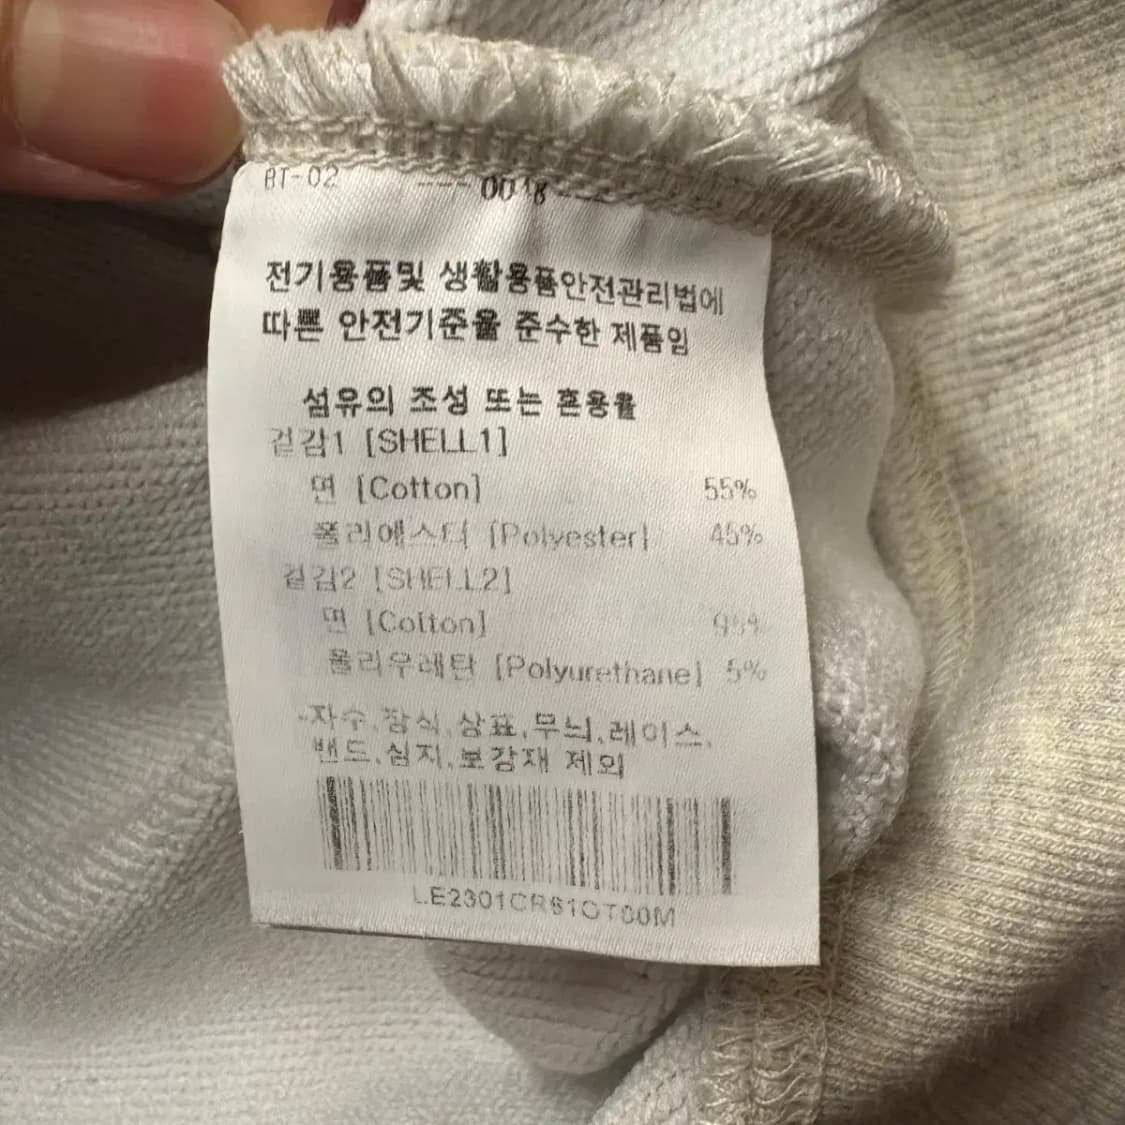 BT-02 ---0018---
전기용품및 생활용품안전관리법에
따른 안전기준을 준수한 제품임
섬유의 조성 또는 혼용율
겉감1 [SHELL1]
면 [Cotton] 55%
폴리에스터 [Polyester] 45%
겉감2 [SHELL2]
면 [Cotton] 95%
폴리우레탄 [Polyurethane] 5%
-자수,장식,상표,무늬,레이스,
밴드,심지,보강재 제외